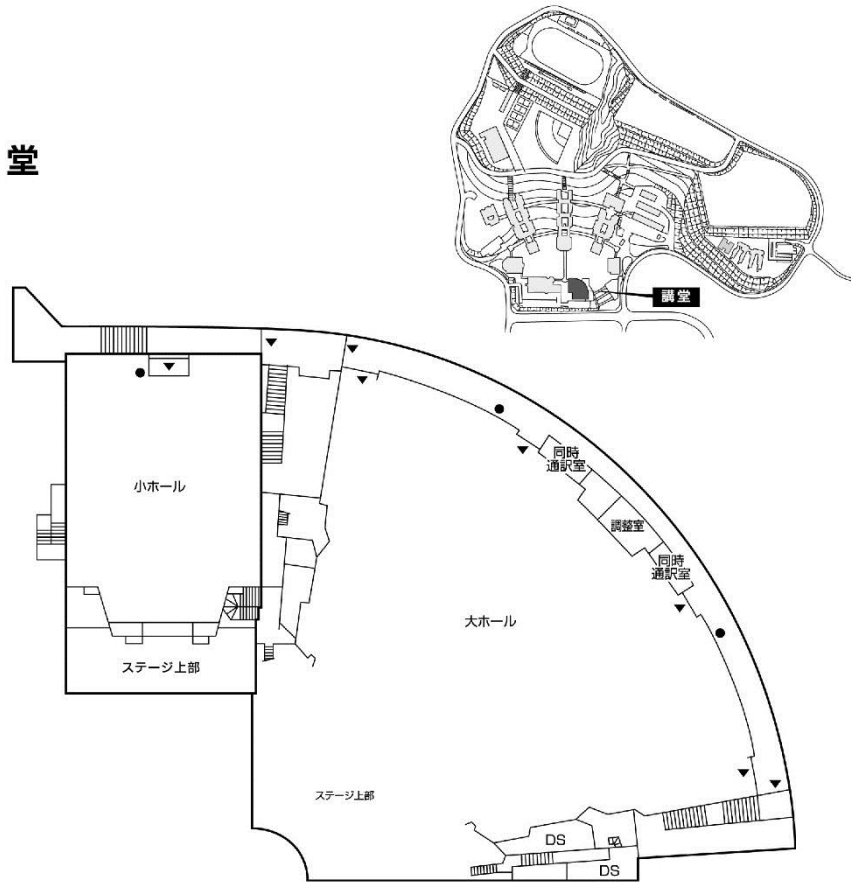 堂
講堂
同時
通訳室
小ホール
調整室
同時
通訳室
大ホール
ステージ上部
ステージ上部
DS
DS